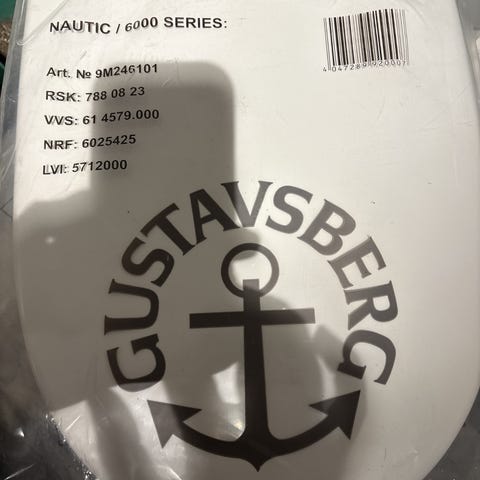 NAUTIC / 6000 SERIES:
4047289920007
Art. № 9M246101
RSK: 788 08 23
VVS: 61 4579.000
NRF: 6025425
LVI: 5712000
GUSTAVSBERG